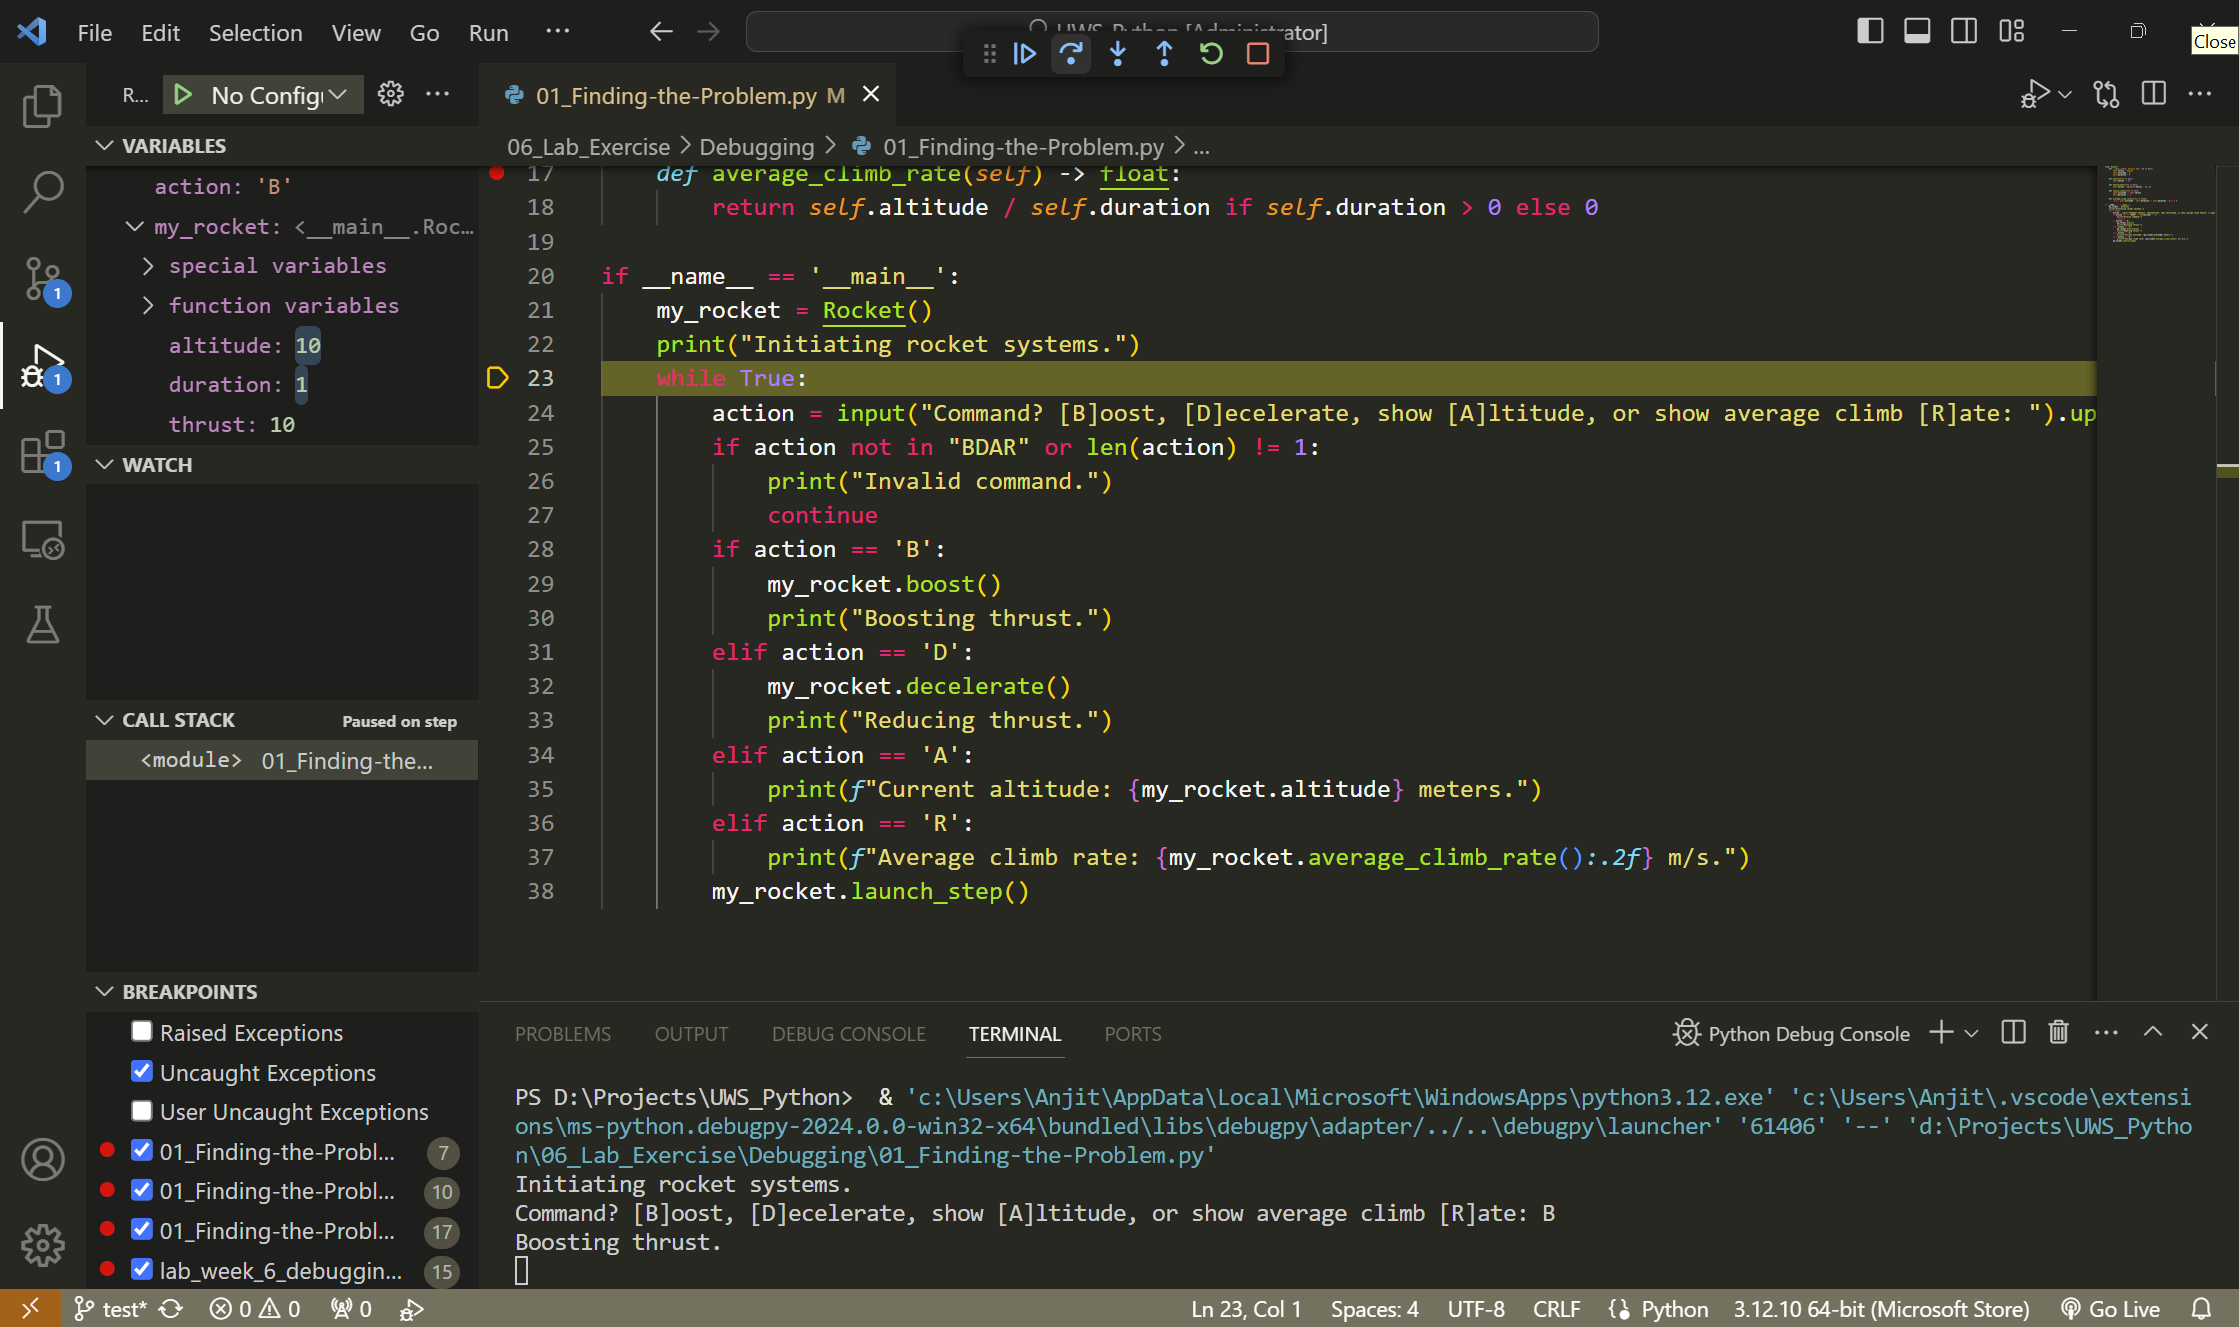 File Edit Selection View Go Run ···
UWS_Python [Administrator]
Close
R... No Configu ···
01_Finding-the-Problem.py M
06_Lab_Exercise > Debugging > 01_Finding-the-Problem.py > ...
VARIABLES
action: 'B'
my_rocket: <__main__.Roc...
special variables
function variables
altitude: 10
duration: 1
thrust: 10
WATCH
CALL STACK Paused on step
<module> 01_Finding-the...
BREAKPOINTS
Raised Exceptions
Uncaught Exceptions
User Uncaught Exceptions
01_Finding-the-Probl... 7
01_Finding-the-Probl... 10
01_Finding-the-Probl... 17
lab_week_6_debuggin... 15
1
1
1
17 def average_climb_rate(self) -> float:
18 return self.altitude / self.duration if self.duration > 0 else 0
19
20 if __name__ == '__main__':
21 my_rocket = Rocket()
22 print("Initiating rocket systems.")
23 while True:
24 action = input("Command? [B]oost, [D]ecelerate, show [A]ltitude, or show average climb [R]ate: ").up
25 if action not in "BDAR" or len(action) != 1:
26 print("Invalid command.")
27 continue
28 if action == 'B':
29 my_rocket.boost()
30 print("Boosting thrust.")
31 elif action == 'D':
32 my_rocket.decelerate()
33 print("Reducing thrust.")
34 elif action == 'A':
35 print(f"Current altitude: {my_rocket.altitude} meters.")
36 elif action == 'R':
37 print(f"Average climb rate: {my_rocket.average_climb_rate():.2f} m/s.")
38 my_rocket.launch_step()
PROBLEMS OUTPUT DEBUG CONSOLE TERMINAL PORTS
Python Debug Console
PS D:\Projects\UWS_Python> & 'c:\Users\Anjit\AppData\Local\Microsoft\WindowsApps\python3.12.exe' 'c:\Users\Anjit\.vscode\extensi
ons\ms-python.debugpy-2024.0.0-win32-x64\bundled\libs\debugpy\adapter/../..\debugpy\launcher' '61406' '--' 'd:\Projects\UWS_Pytho
n\06_Lab_Exercise\Debugging\01_Finding-the-Problem.py'
Initiating rocket systems.
Command? [B]oost, [D]ecelerate, show [A]ltitude, or show average climb [R]ate: B
Boosting thrust.
test* 0 0 0
Ln 23, Col 1 Spaces: 4 UTF-8 CRLF Python 3.12.10 64-bit (Microsoft Store) Go Live